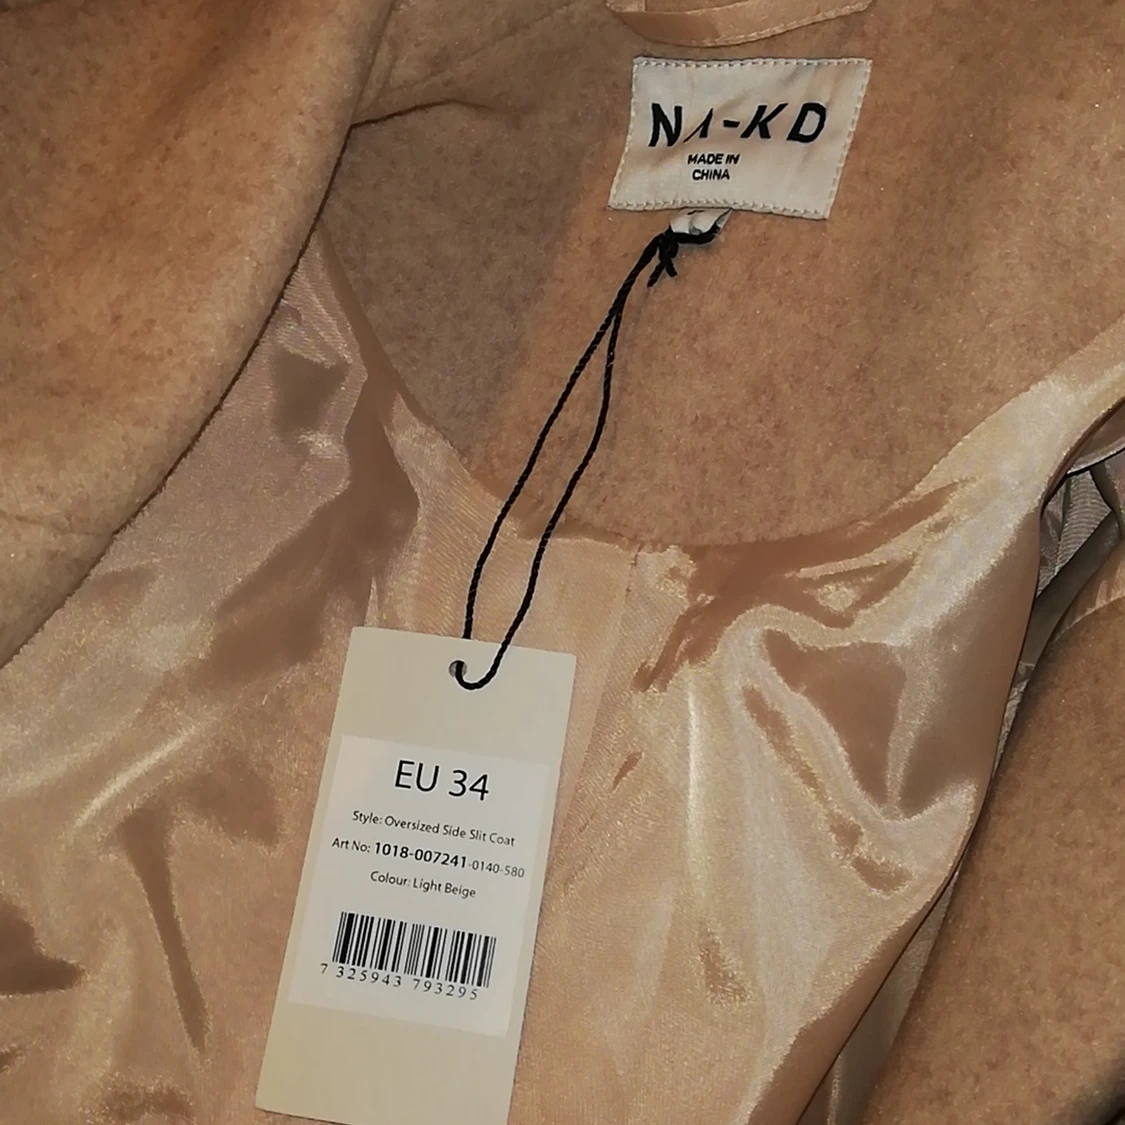 NA-KD
MADE IN
CHINA
EU 34
Style: Oversized Side Slit Coat
Art No: 1018-007241-0140-580
Colour: Light Beige
7 325943 793295